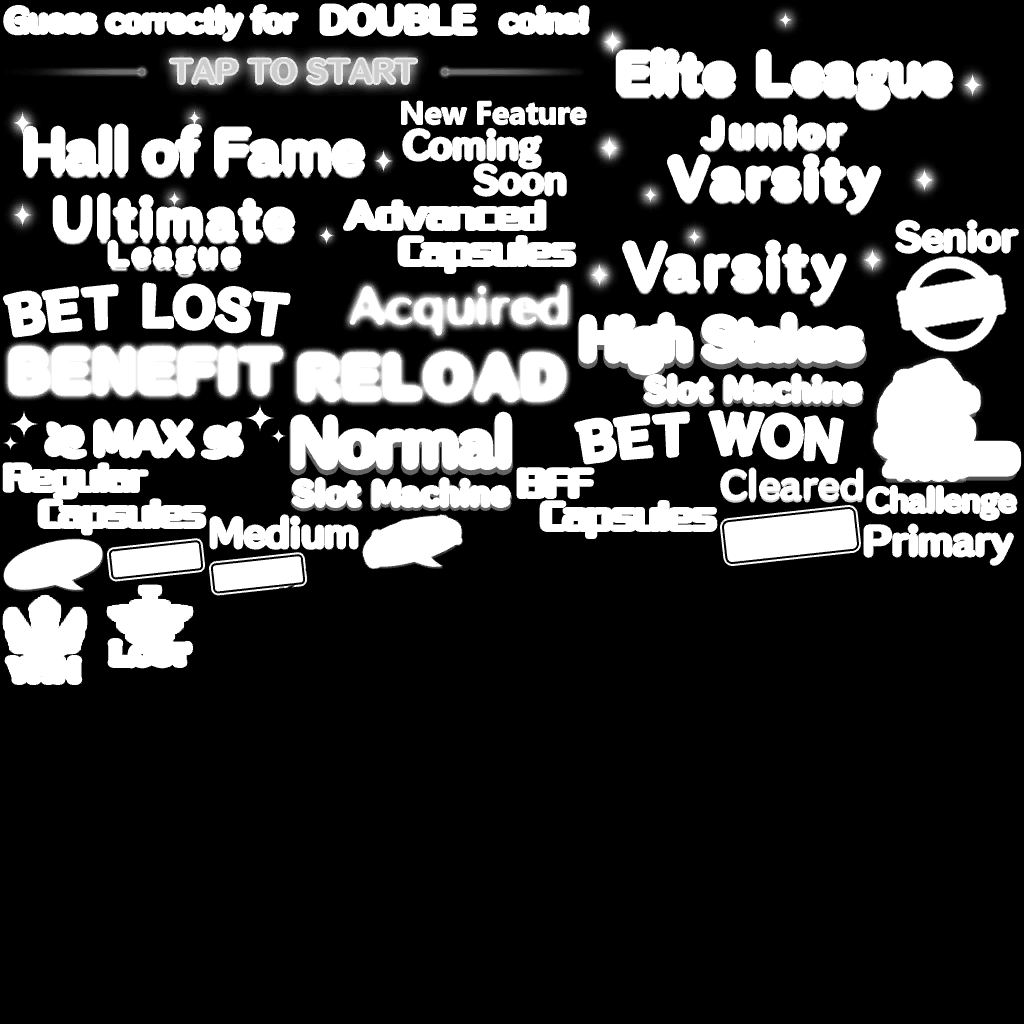 Guess correctly for DOUBLE coins!
TAP TO START
Elite League
Hall of Fame
New Feature
Coming
Soon
Junior
Varsity
Ultimate
League
Advanced
Capsules
Senior
Varsity
BET LOST
Acquired
High Stakes
Slot Machine
BENEFIT RELOAD
MAX
Normal
Slot Machine
BET WON
Regular
Capsules
BFF
Capsules
Cleared
Challenge
Medium
Primary
WIN
Lost